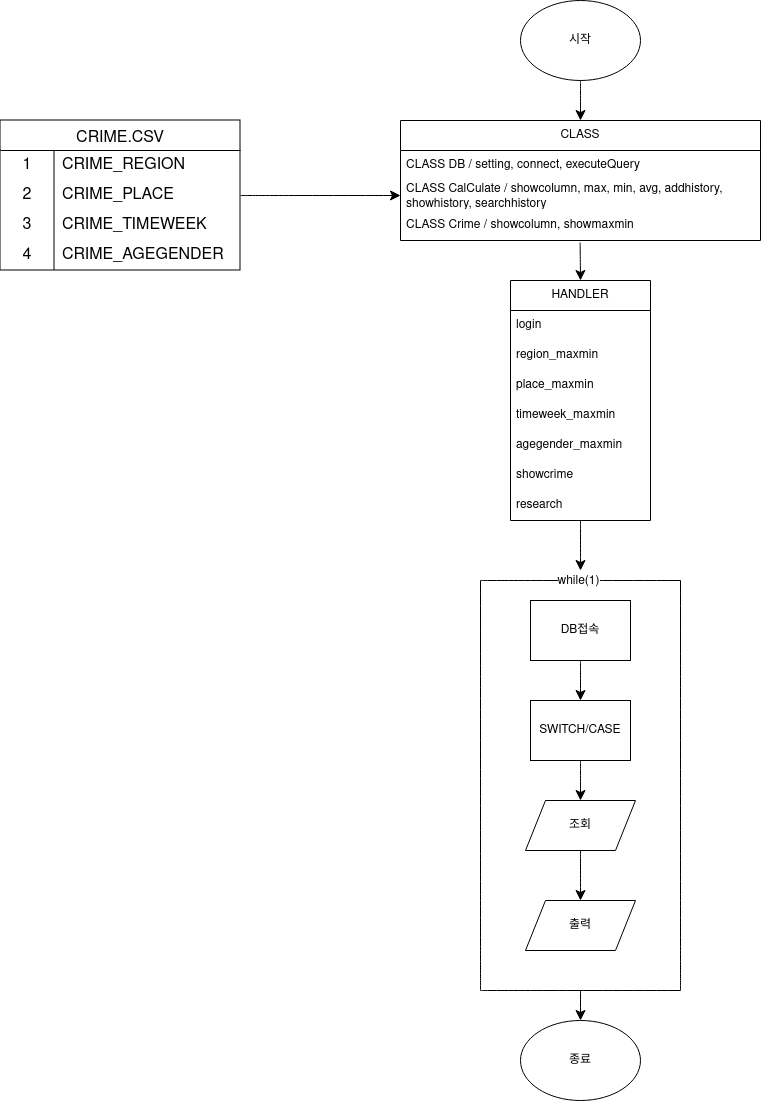 시작
CRIME.CSV
1 CRIME_REGION
2 CRIME_PLACE
3 CRIME_TIMEWEEK
4 CRIME_AGEGENDER
CLASS
CLASS DB / setting, connect, executeQuery
CLASS CalCulate / showcolumn, max, min, avg, addhistory,
showhistory, searchhistory
CLASS Crime / showcolumn, showmaxmin
HANDLER
login
region_maxmin
place_maxmin
timeweek_maxmin
agegender_maxmin
showcrime
research
while(1)
DB접속
SWITCH/CASE
조회
출력
종료